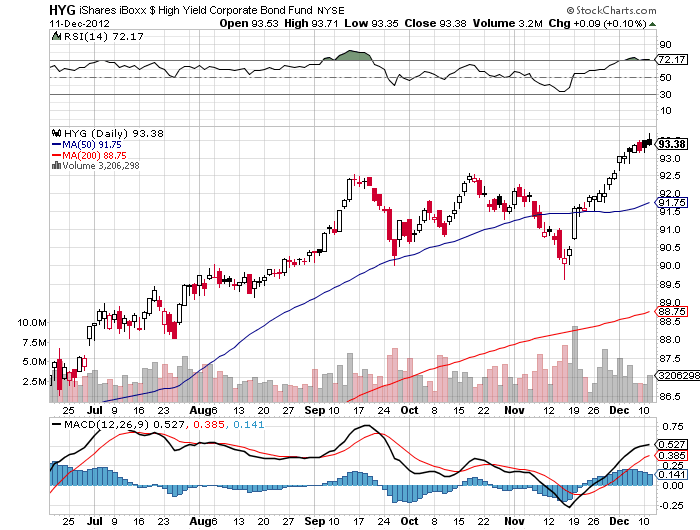 HYG iShares iBoxx $ High Yield Corporate Bond Fund NYSE © StockCharts.com
11-Dec-2012 Open 93.53 High 93.71 Low 93.35 Close 93.38 Volume 3.2M Chg +0.09 (+0.10%)
RSI(14) 72.17
90
72.17
50
30
10
HYG (Daily) 93.38
MA(50) 91.75
MA(200) 88.75
Volume 3,206,298
93.38
93.0
92.5
92.0
91.75
91.5
91.0
90.5
90.0
89.5
89.0
88.75
88.5
88.0
87.5
3206298
86.5
10.0M
7.5M
5.0M
2.5M
25 Jul 9 16 23 Aug 6 13 20 27 Sep 10 17 24 Oct 8 15 22 Nov 12 19 26 Dec 10
MACD(12,26,9) 0.527, 0.385, 0.141
0.75
0.527
0.385
0.25
0.141
0.00
-0.25
25 Jul 9 16 23 Aug 6 13 20 27 Sep 10 17 24 Oct 8 15 22 Nov 12 19 26 Dec 10